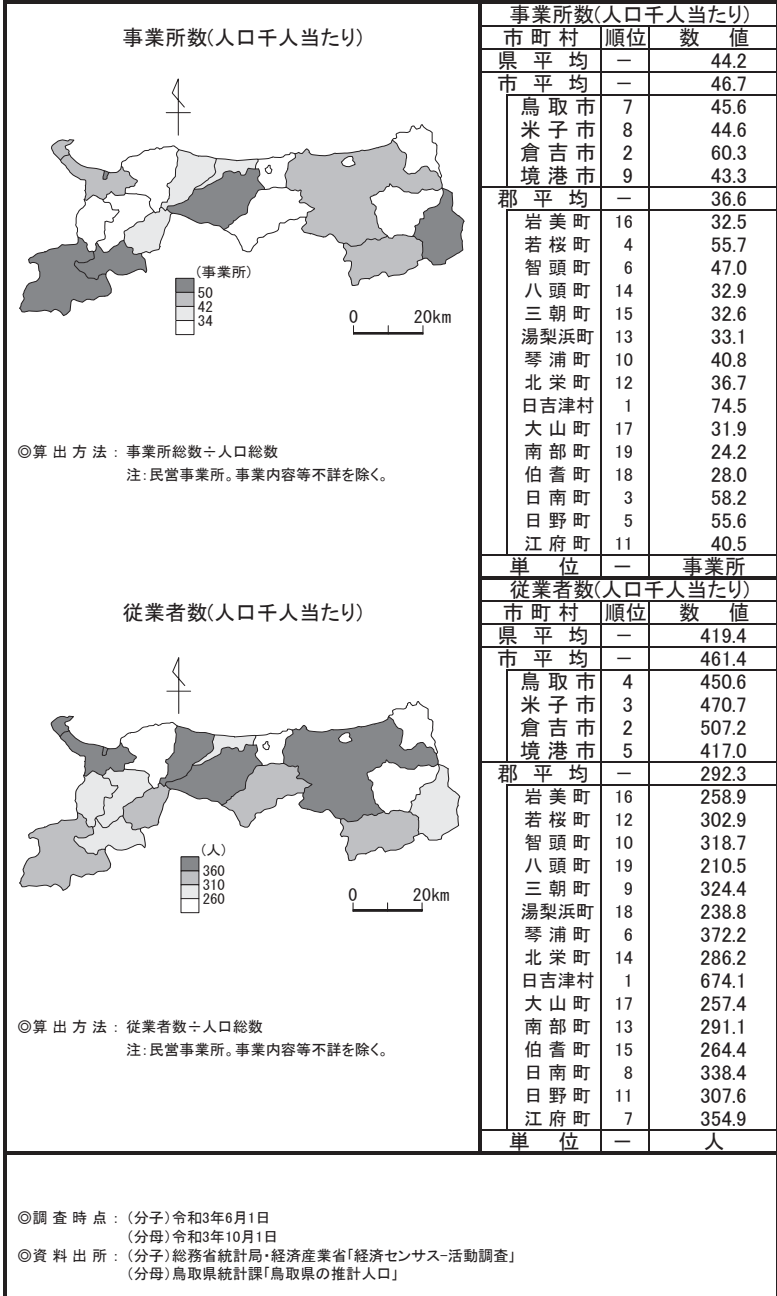 事業所数(人口千人当たり)
(事業所)
50
42
34
0 20km
◎算出方法：事業所総数÷人口総数
注：民営事業所。事業内容等不詳を除く。
事業所数(人口千人当たり)
市町村 順位 数値
県平均 － 44.2
市平均 － 46.7
鳥取市 7 45.6
米子市 8 44.6
倉吉市 2 60.3
境港市 9 43.3
郡平均 － 36.6
岩美町 16 32.5
若桜町 4 55.7
智頭町 6 47.0
八頭町 14 32.9
三朝町 15 32.6
湯梨浜町 13 33.1
琴浦町 10 40.8
北栄町 12 36.7
日吉津村 1 74.5
大山町 17 31.9
南部町 19 24.2
伯耆町 18 28.0
日南町 3 58.2
日野町 5 55.6
江府町 11 40.5
単位 － 事業所
従業者数(人口千人当たり)
(人)
360
310
260
0 20km
◎算出方法：従業者数÷人口総数
注：民営事業所。事業内容等不詳を除く。
従業者数(人口千人当たり)
市町村 順位 数値
県平均 － 419.4
市平均 － 461.4
鳥取市 4 450.6
米子市 3 470.7
倉吉市 2 507.2
境港市 5 417.0
郡平均 － 292.3
岩美町 16 258.9
若桜町 12 302.9
智頭町 10 318.7
八頭町 19 210.5
三朝町 9 324.4
湯梨浜町 18 238.8
琴浦町 6 372.2
北栄町 14 286.2
日吉津村 1 674.1
大山町 17 257.4
南部町 13 291.1
伯耆町 15 264.4
日南町 8 338.4
日野町 11 307.6
江府町 7 354.9
単位 － 人
◎調査時点：(分子)令和3年6月1日
(分母)令和3年10月1日
◎資料出所：(分子)総務省統計局・経済産業省「経済センサス−活動調査」
(分母)鳥取県統計課「鳥取県の推計人口」